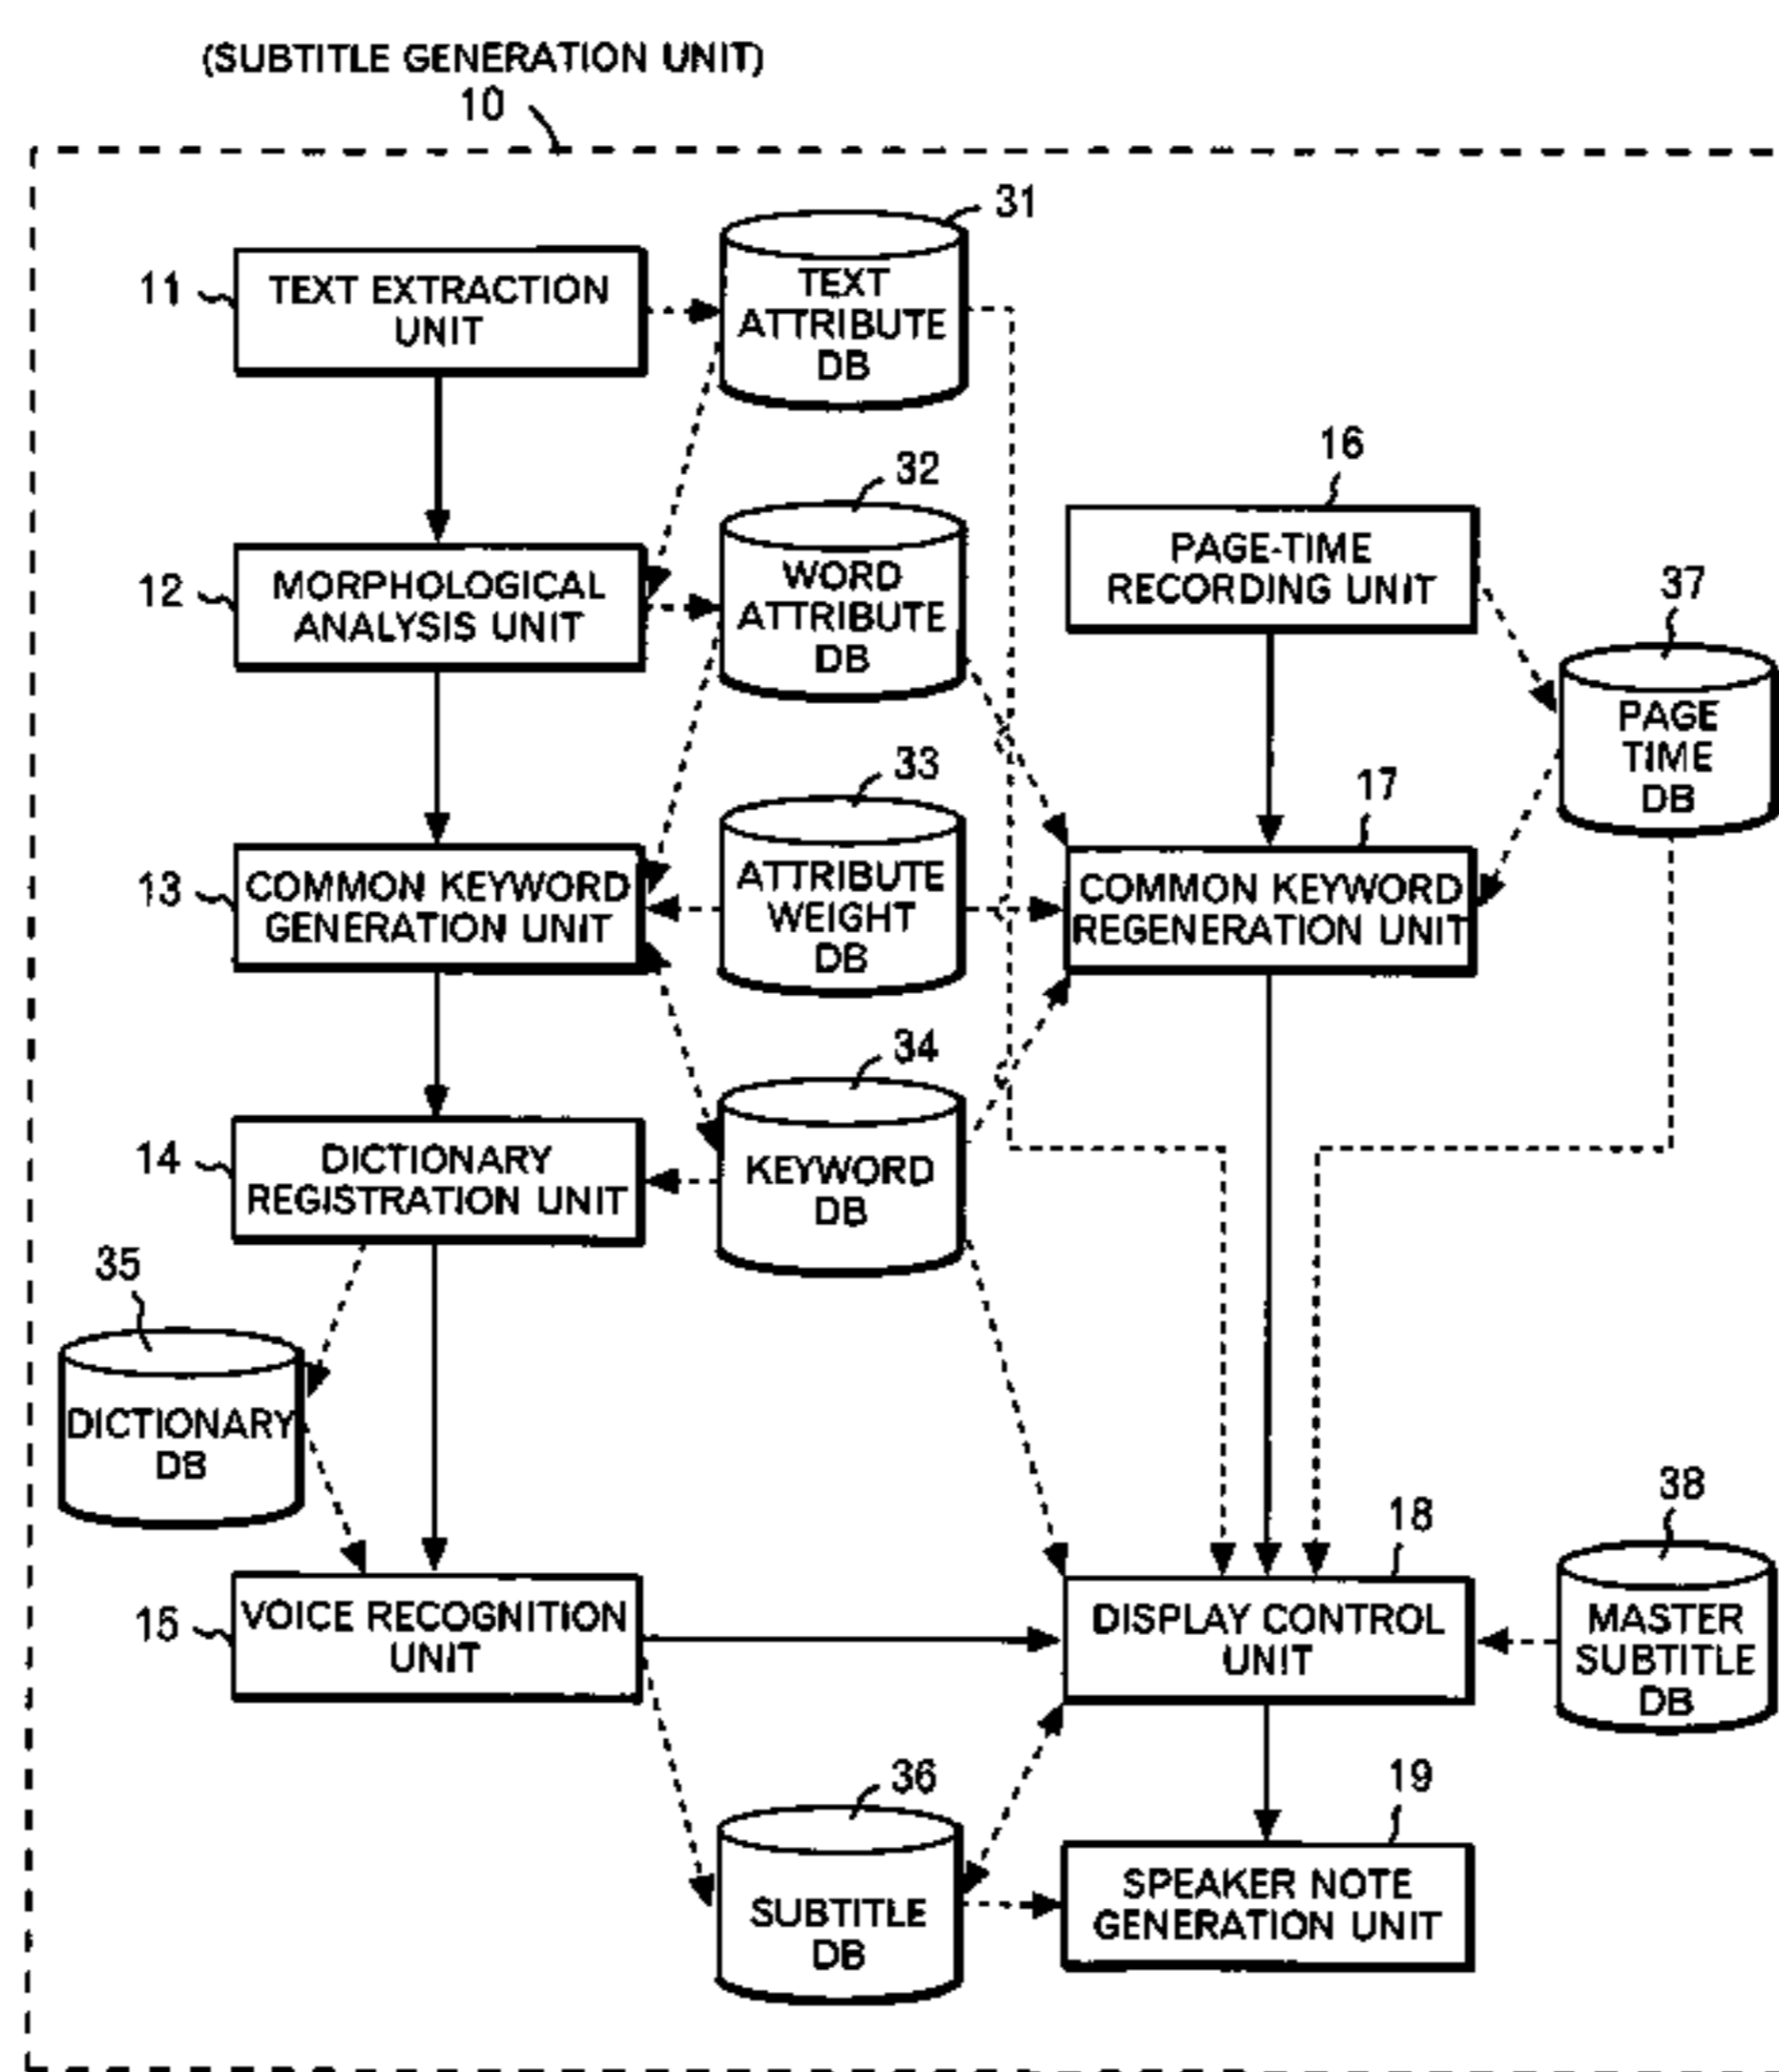 (SUBTITLE GENERATION UNIT)
10
31
11
TEXT EXTRACTION
UNIT
TEXT
ATTRIBUTE
DB
16
32
12
MORPHOLOGICAL
ANALYSIS UNIT
WORD
ATTRIBUTE
DB
PAGE-TIME
RECORDING UNIT
37
PAGE
TIME
DB
33
17
13
COMMON KEYWORD
GENERATION UNIT
ATTRIBUTE
WEIGHT
DB
COMMON KEYWORD
REGENERATION UNIT
34
14
DICTIONARY
REGISTRATION UNIT
KEYWORD
DB
35
DICTIONARY
DB
38
18
15
VOICE RECOGNITION
UNIT
DISPLAY CONTROL
UNIT
MASTER
SUBTITLE
DB
36
19
SUBTITLE
DB
SPEAKER NOTE
GENERATION UNIT